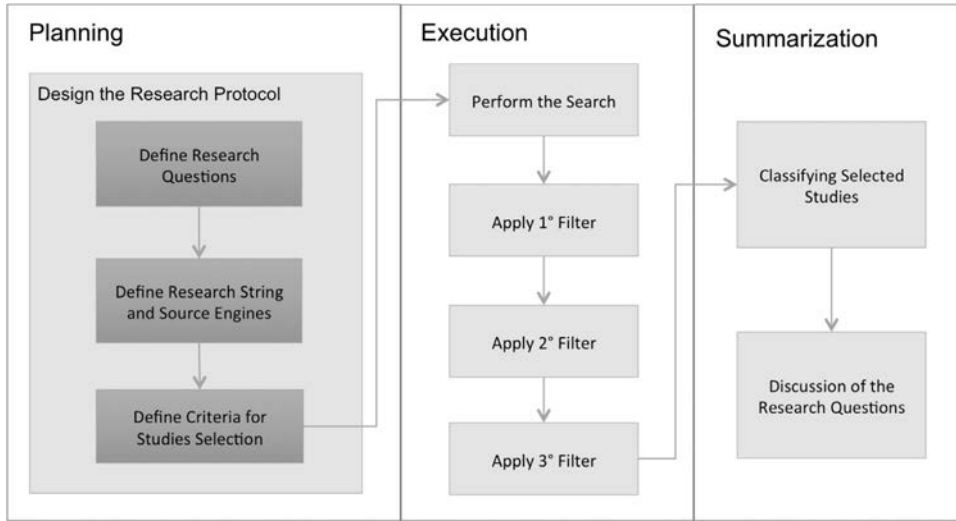 Planning
Design the Research Protocol
Define Research
Questions
Define Research String
and Source Engines
Define Criteria for
Studies Selection
Execution
Perform the Search
Apply 1° Filter
Apply 2° Filter
Apply 3° Filter
Summarization
Classifying Selected
Studies
Discussion of the
Research Questions